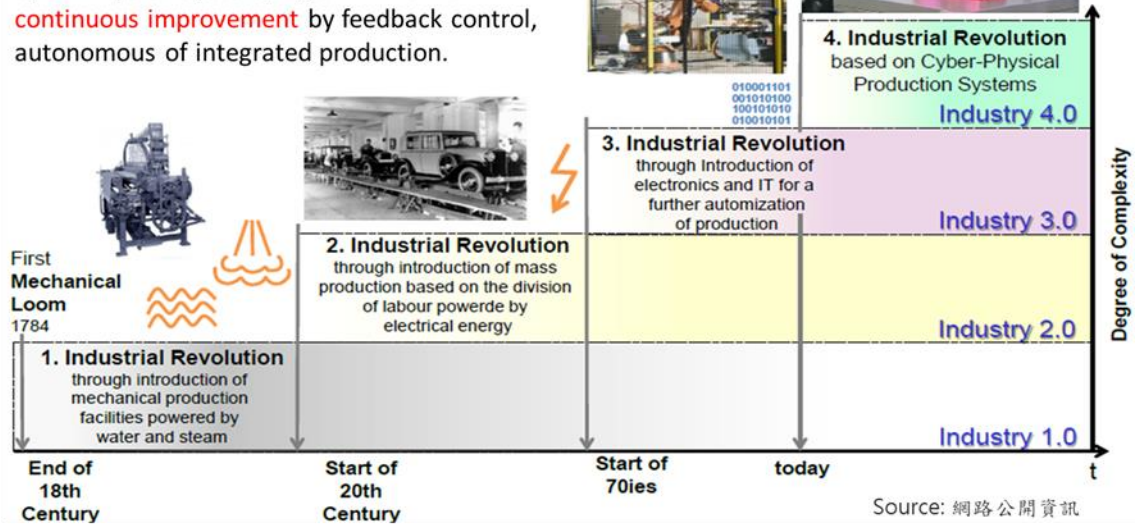 continuous improvement by feedback control,
autonomous of integrated production.
4. Industrial Revolution
based on Cyber-Physical
Production Systems
Industry 4.0
010001101
001010100
100101010
010010101
3. Industrial Revolution
through Introduction of
electronics and IT for a
further automization
of production
Industry 3.0
2. Industrial Revolution
through introduction of mass
production based on the division
of labour powerde by
electrical energy
Industry 2.0
First
Mechanical
Loom
1784
1. Industrial Revolution
through introduction of
mechanical production
facilities powered by
water and steam
Industry 1.0
Degree of Complexity
End of
18th
Century
Start of
20th
Century
Start of
70ies
today
t
Source: 網路公開資訊